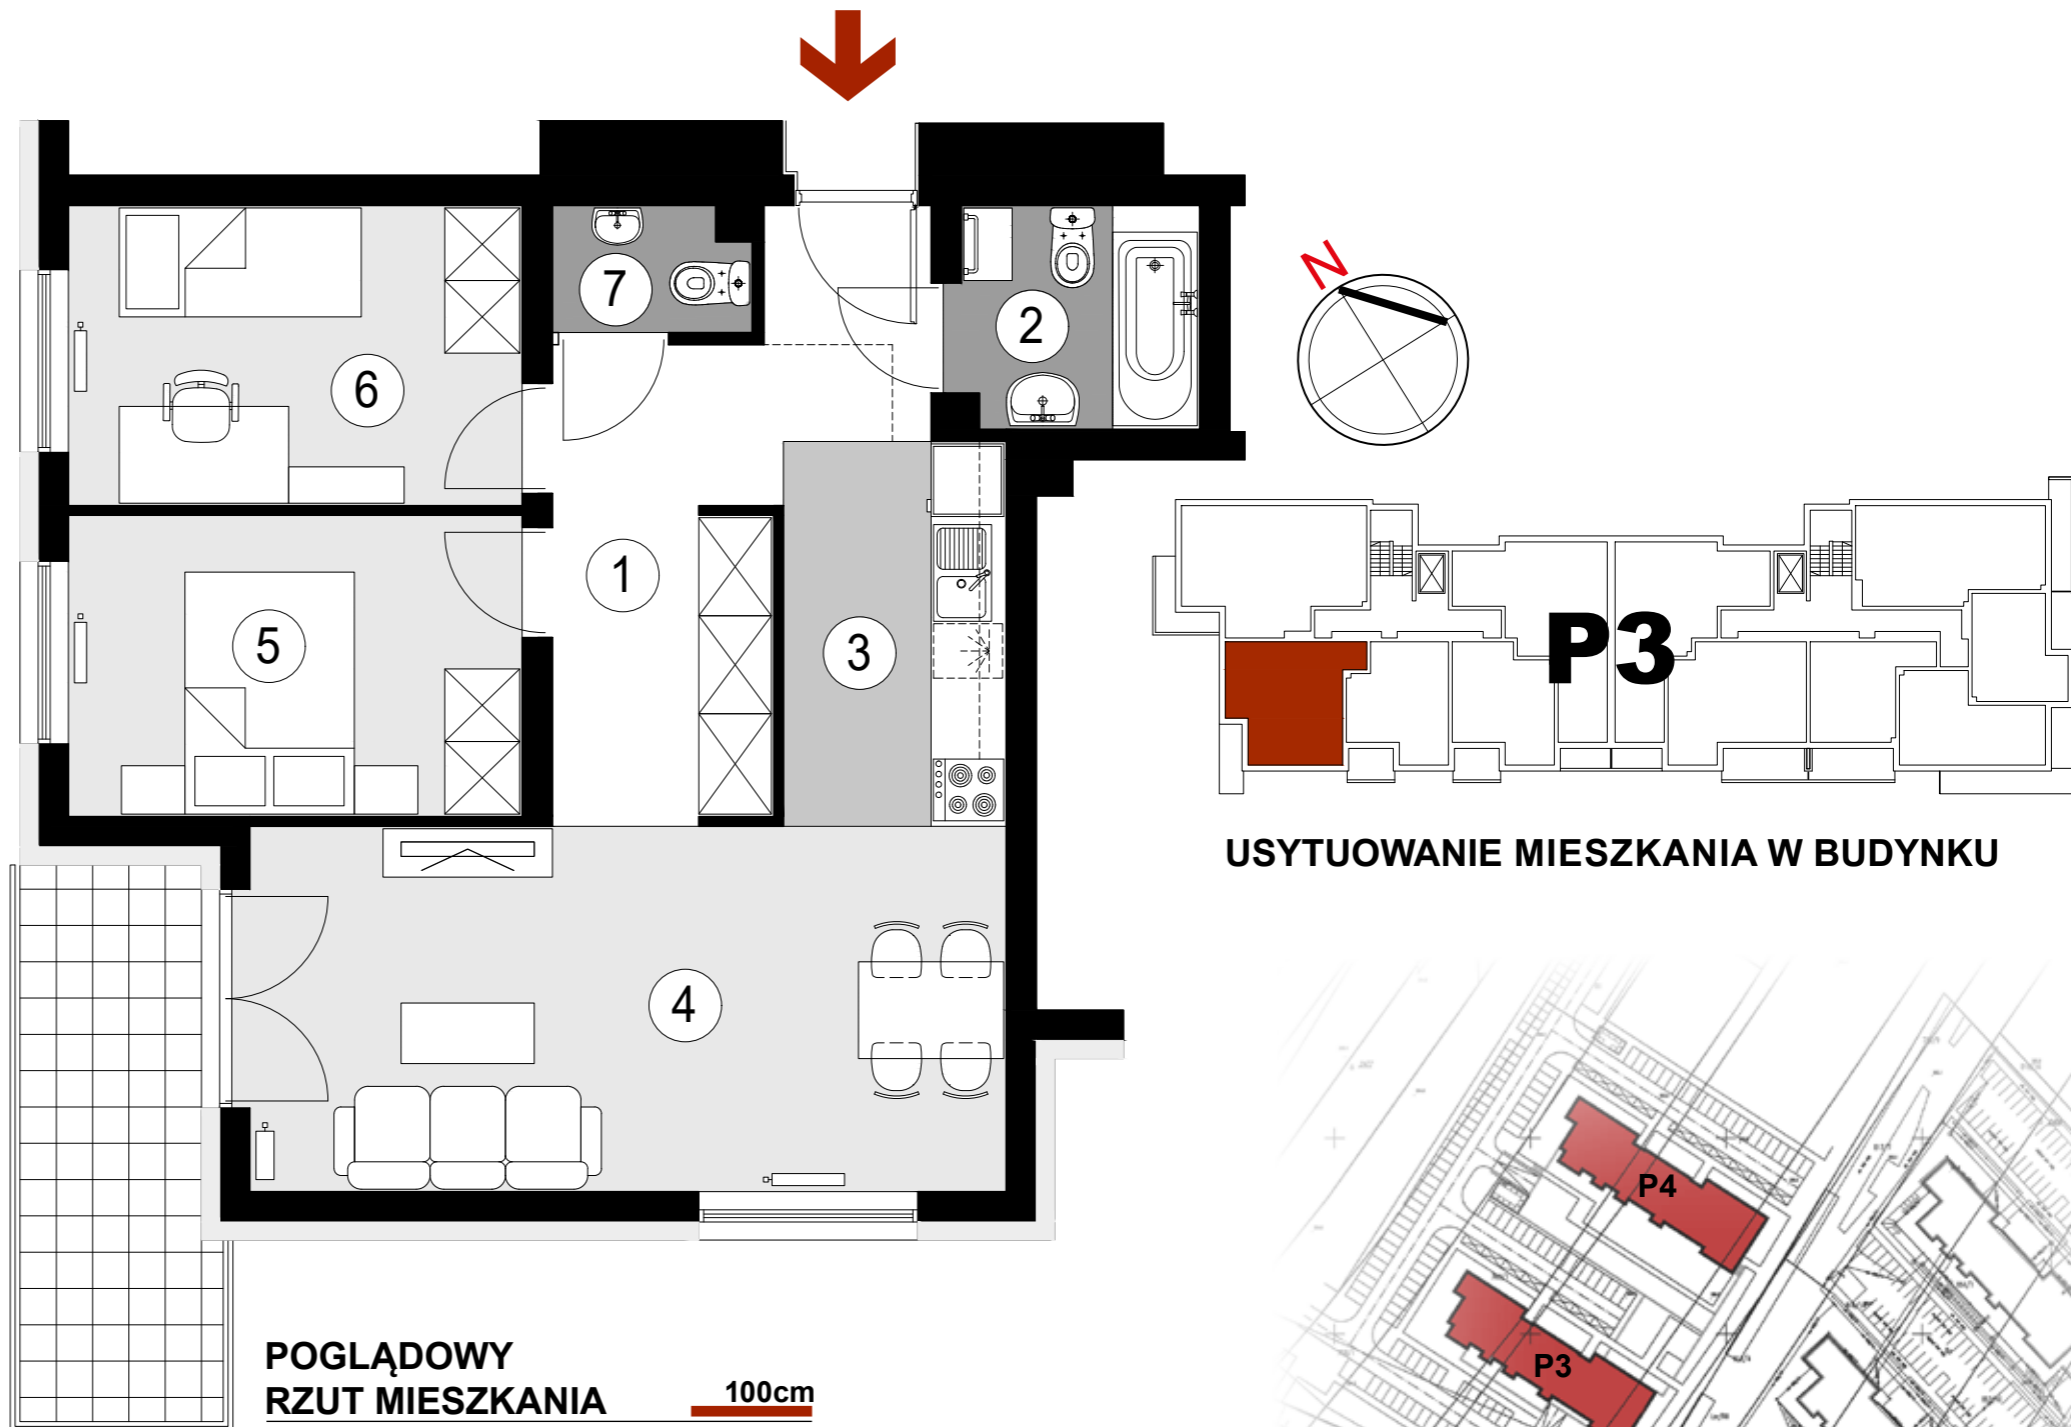 N
7
2
6
1
5
3
P3
USYTUOWANIE MIESZKANIA W BUDYNKU
4
P4
P3
POGLĄDOWY
RZUT MIESZKANIA
100cm